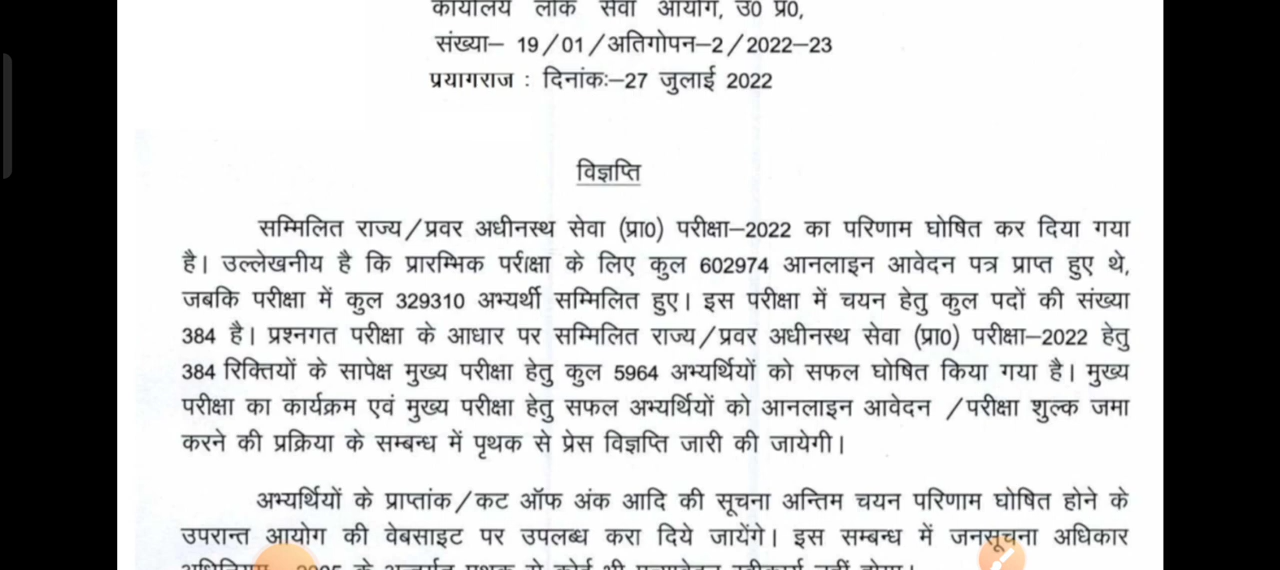 कार्यालय लोक सेवा आयोग, उ0 प्र0,
संख्या– 19/01/अतिगोपन–2/2022–23
प्रयागराज : दिनांकः–27 जुलाई 2022
विज्ञप्ति
सम्मिलित राज्य/प्रवर अधीनस्थ सेवा (प्रा0) परीक्षा–2022 का परिणाम घोषित कर दिया गया
है। उल्लेखनीय है कि प्रारम्भिक परीक्षा के लिए कुल 602974 आनलाइन आवेदन पत्र प्राप्त हुए थे,
जबकि परीक्षा में कुल 329310 अभ्यर्थी सम्मिलित हुए। इस परीक्षा में चयन हेतु कुल पदों की संख्या
384 है। प्रश्नगत परीक्षा के आधार पर सम्मिलित राज्य/प्रवर अधीनस्थ सेवा (प्रा0) परीक्षा–2022 हेतु
384 रिक्तियों के सापेक्ष मुख्य परीक्षा हेतु कुल 5964 अभ्यर्थियों को सफल घोषित किया गया है। मुख्य
परीक्षा का कार्यक्रम एवं मुख्य परीक्षा हेतु सफल अभ्यर्थियों को आनलाइन आवेदन /परीक्षा शुल्क जमा
करने की प्रक्रिया के सम्बन्ध में पृथक से प्रेस विज्ञप्ति जारी की जायेगी।
अभ्यर्थियों के प्राप्तांक/कट ऑफ अंक आदि की सूचना अन्तिम चयन परिणाम घोषित होने के
उपरान्त आयोग की वेबसाइट पर उपलब्ध करा दिये जायेंगे। इस सम्बन्ध में जनसूचना अधिकार
के अन्तर्गत पृथक से कोई भी